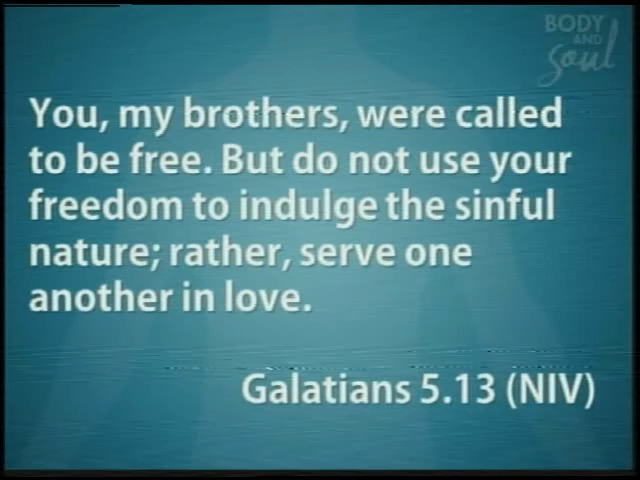 BODY
AND
Soul
You, my brothers, were called
to be free. But do not use your
freedom to indulge the sinful
nature; rather, serve one
another in love.
Galatians 5.13 (NIV)